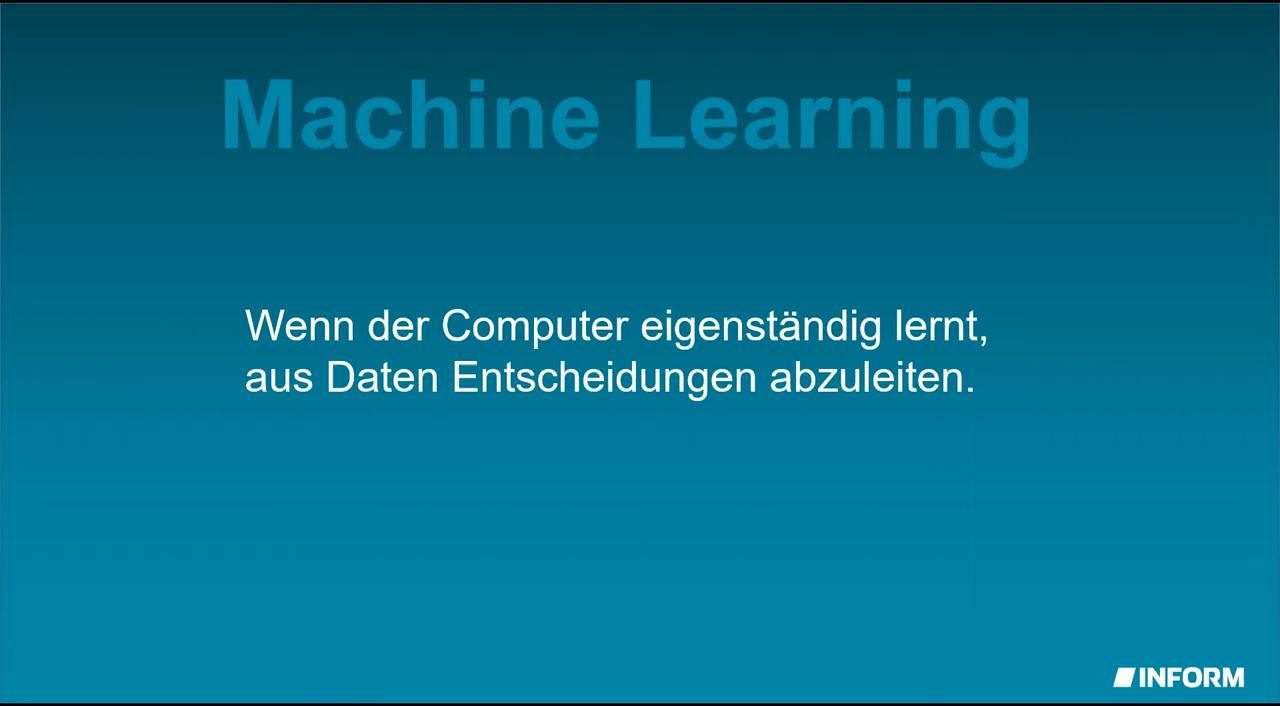 Machine Learning
Wenn der Computer eigenständig lernt,
aus Daten Entscheidungen abzuleiten.
INFORM